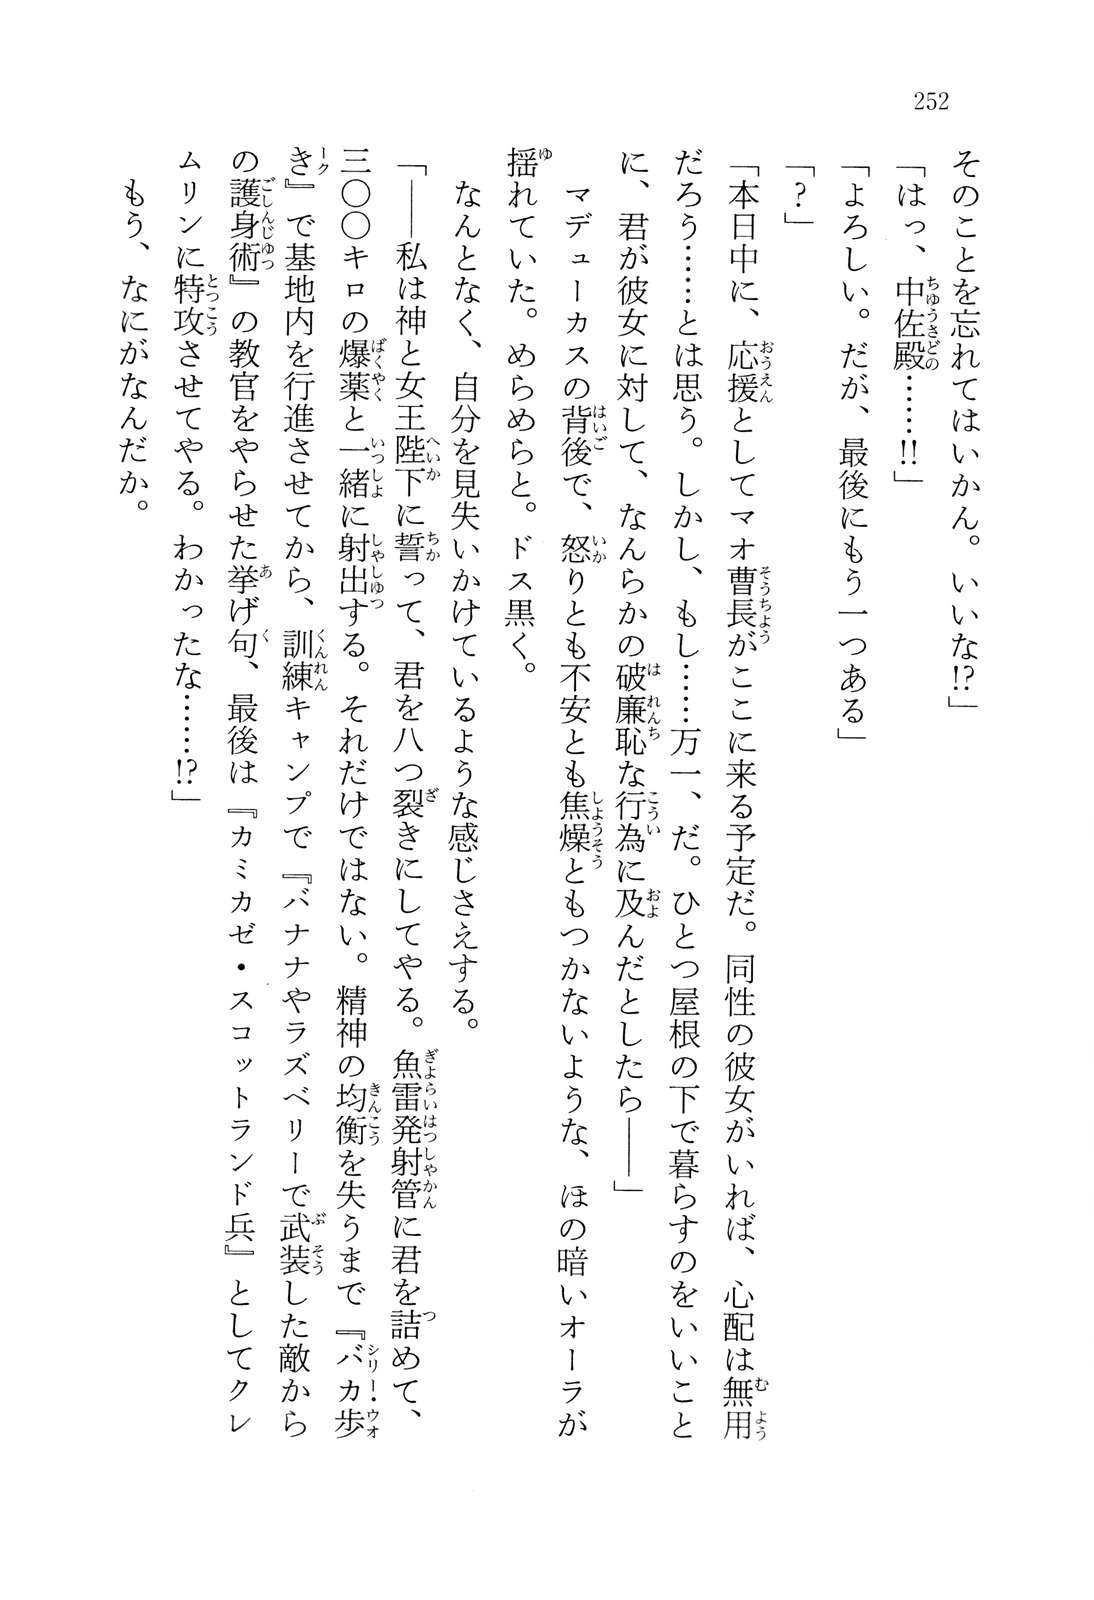 252
そのことを忘れてはいかん。いいな!?」
「はっ、中佐殿……!!」
「よろしい。だが、最後にもう一つある」
「?」
「本日中に、応援としてマオ曹長がここに来る予定だ。同性の彼女がいれば、心配は無用
だろう……とは思う。しかし、もし……万一、だ。ひとつ屋根の下で暮らすのをいいこと
に、君が彼女に対して、なんらかの破廉恥な行為に及んだとしたら――」
マデューカスの背後で、怒りとも不安とも焦燥ともつかないような、ほの暗いオーラが
揺れていた。めらめらと。ドス黒く。
なんとなく、自分を見失いかけているような感じさえする。
「――私は神と女王陛下に誓って、君を八つ裂きにしてやる。魚雷発射管に君を詰めて、
三〇〇キロの爆薬と一緒に射出する。それだけではない。精神の均衡を失うまで『バカ歩
き』で基地内を行進させてから、訓練キャンプで『バナナやラズベリーで武装した敵から
の護身術』の教官をやらせた挙げ句、最後は『カミカゼ・スコットランド兵』としてクレ
ムリンに特攻させてやる。わかったな……!?」
もう、なにがなんだか。